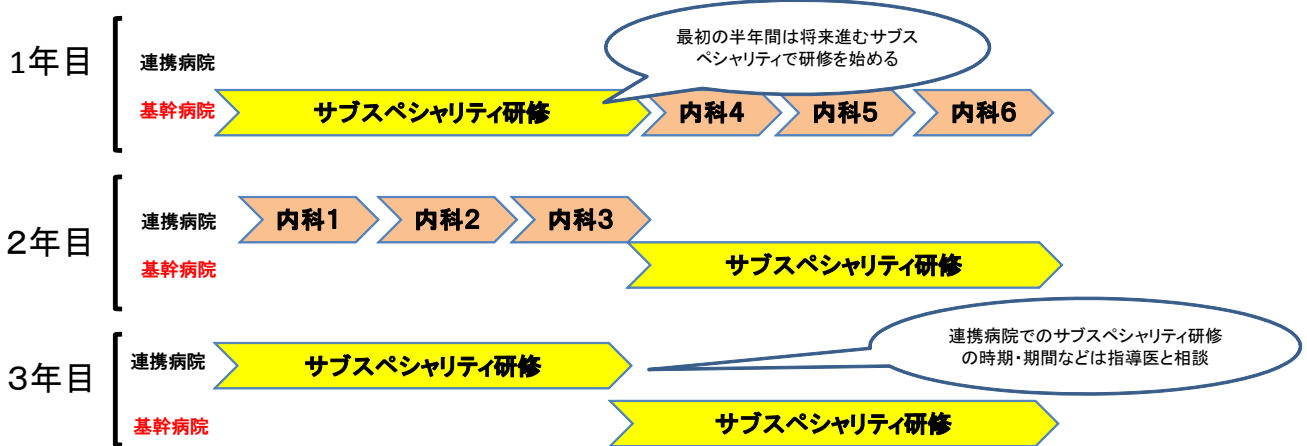 最初の半年間は将来進むサブス
ペシャリティで研修を始める
1年目
連携病院
基幹病院
サブスペシャリティ研修
内科4
内科5
内科6
2年目
連携病院
内科1
内科2
内科3
基幹病院
サブスペシャリティ研修
連携病院でのサブスペシャリティ研修
の時期・期間などは指導医と相談
3年目
連携病院
サブスペシャリティ研修
基幹病院
サブスペシャリティ研修